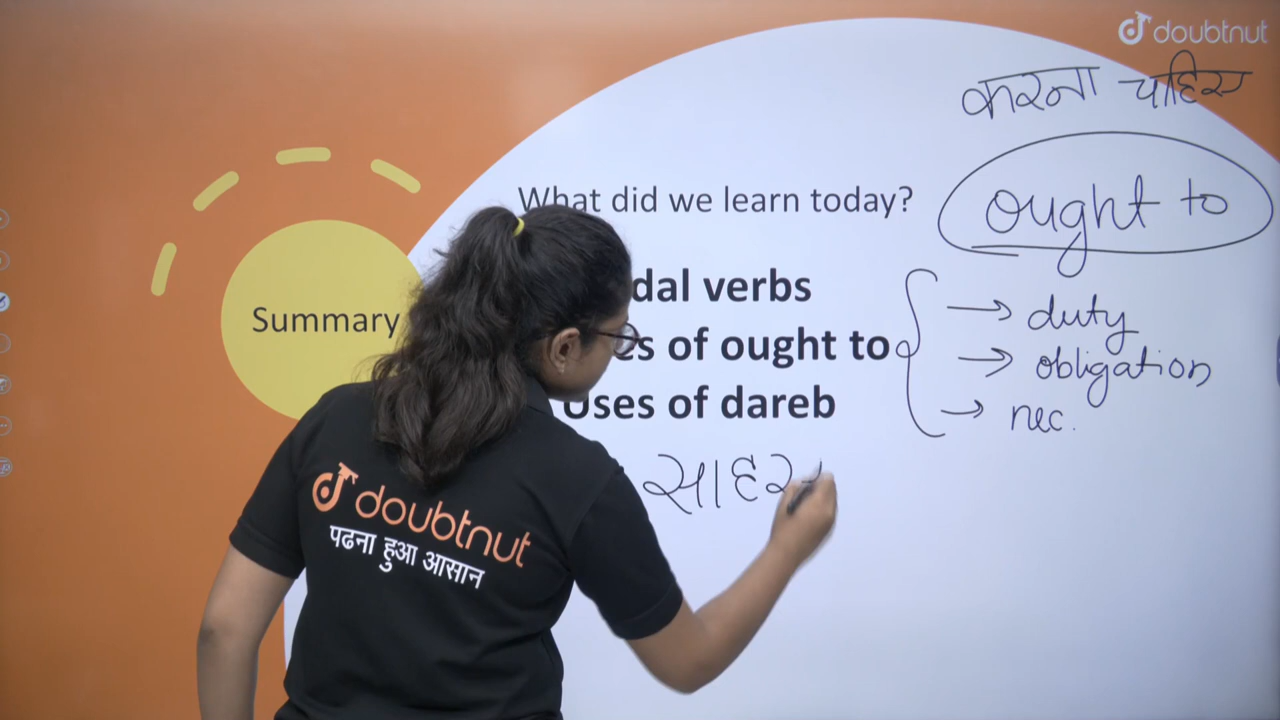 doubtnut
करना चाहिए
What did we learn today?
ought to
dal verbs
Summary
es of ought to
Uses of dareb
→ duty
→ obligation
→ nec.
साहस
doubtnut
पढना हुआ आसान